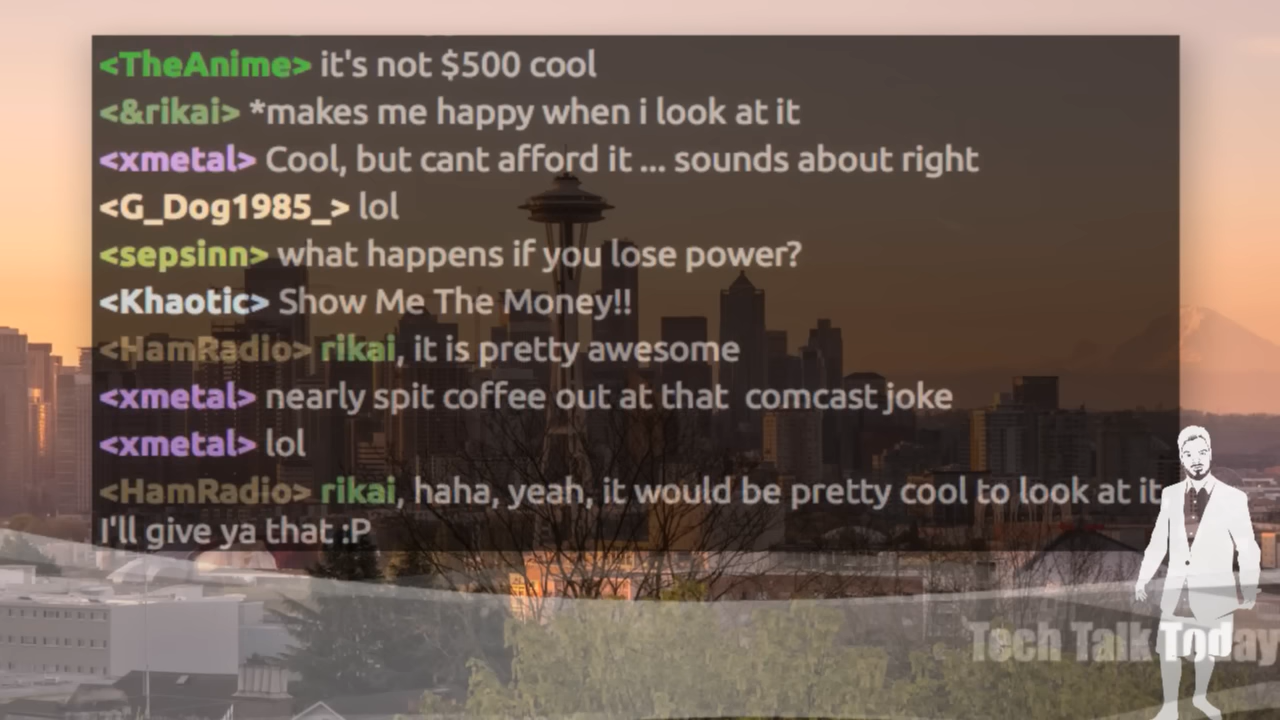 <TheAnime> it's not $500 cool
<&rikai> *makes me happy when i look at it
<xmetal> Cool, but cant afford it ... sounds about right
<G_Dog1985_> lol
<sepsinn> what happens if you lose power?
<Khaotic> Show Me The Money!!
<HamRadio> rikai, it is pretty awesome
<xmetal> nearly spit coffee out at that  comcast joke
<xmetal> lol
<HamRadio> rikai, haha, yeah, it would be pretty cool to look at it
I'll give ya that :P
Tech Talk Today